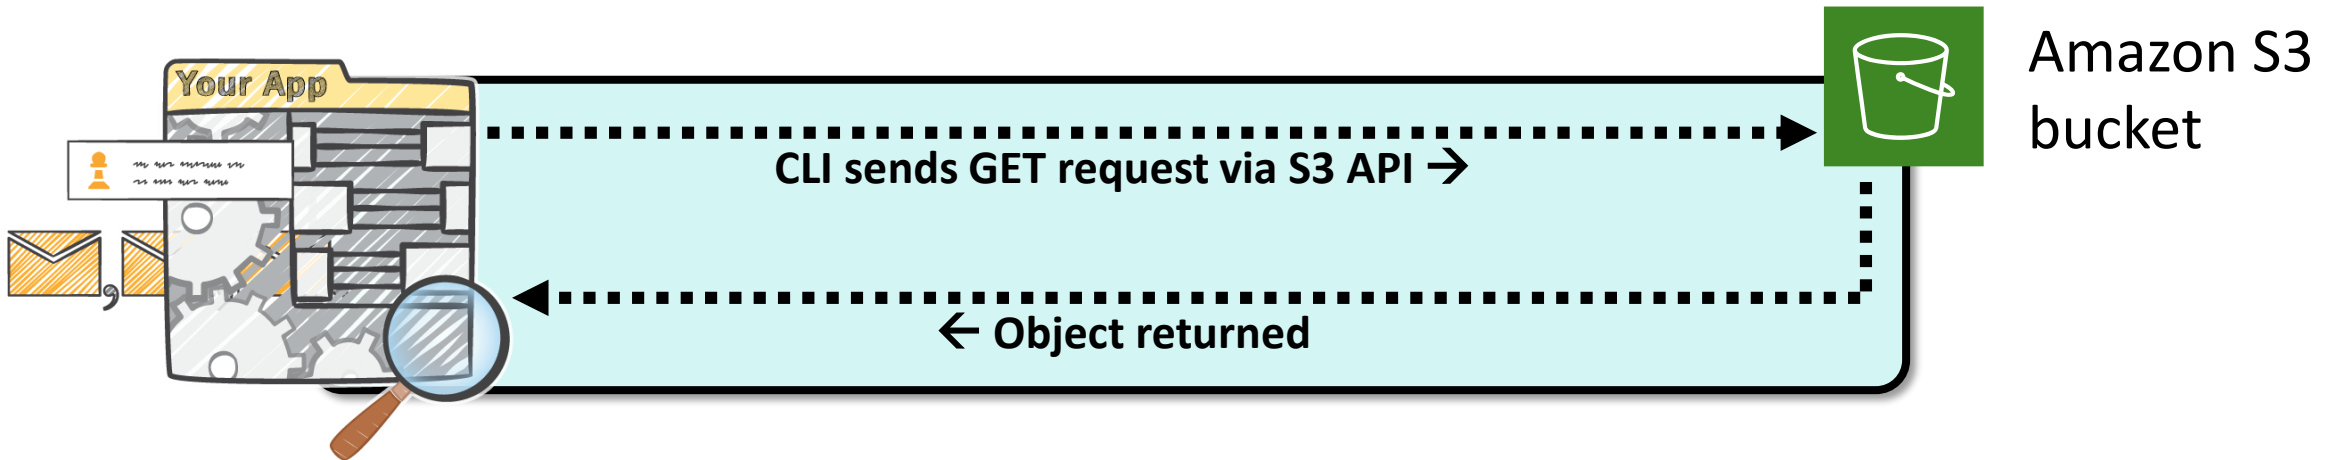 Your App
Amazon S3
bucket
CLI sends GET request via S3 API →
← Object returned